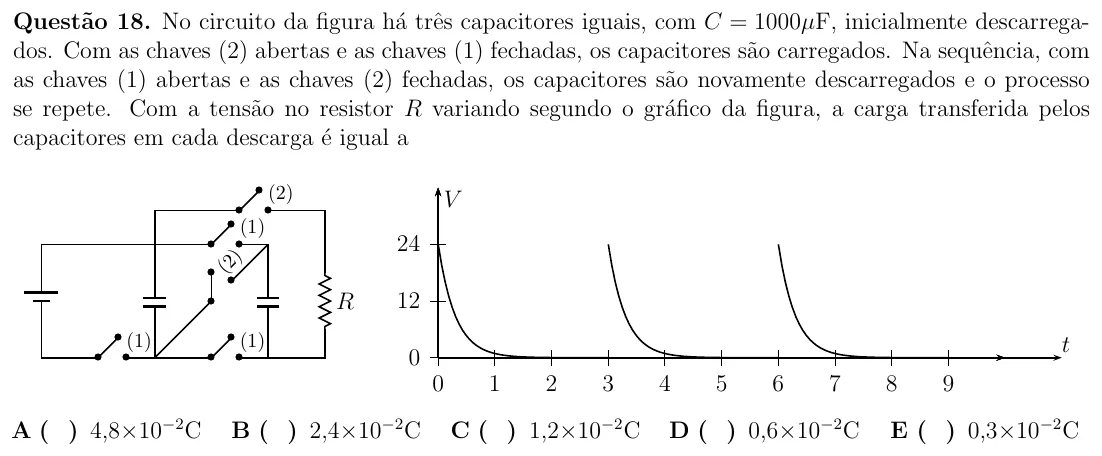 Questão 18. No circuito da figura há três capacitores iguais, com C = 1000μF, inicialmente descarrega-
dos. Com as chaves (2) abertas e as chaves (1) fechadas, os capacitores são carregados. Na sequência, com
as chaves (1) abertas e as chaves (2) fechadas, os capacitores são novamente descarregados e o processo
se repete. Com a tensão no resistor R variando segundo o gráfico da figura, a carga transferida pelos
capacitores em cada descarga é igual a
(2)
(1)
(2)
R
(1)
(1)
V
24
12
0
t
0 1 2 3 4 5 6 7 8 9
A ( ) 4,8×10⁻²C B ( ) 2,4×10⁻²C C ( ) 1,2×10⁻²C D ( ) 0,6×10⁻²C E ( ) 0,3×10⁻²C